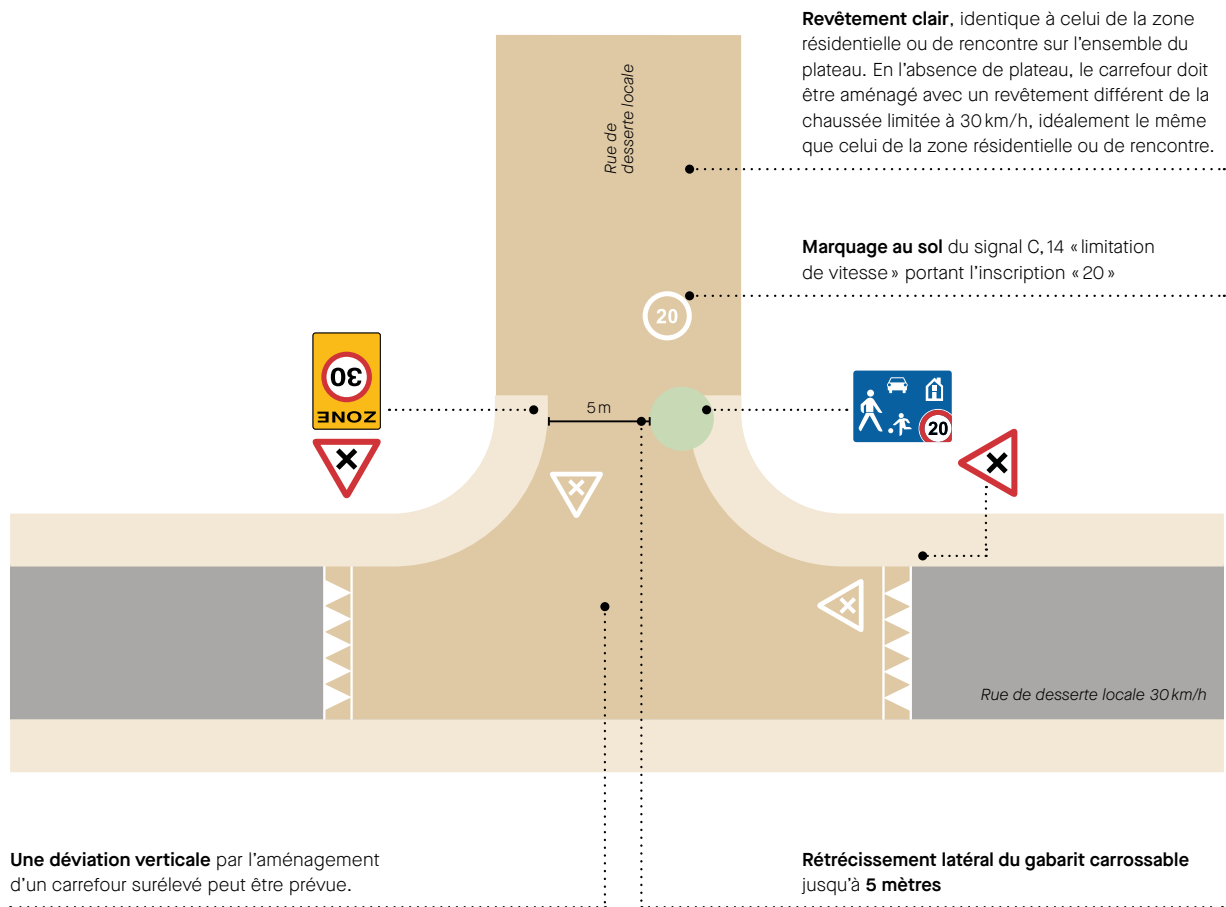 Revêtement clair, identique à celui de la zone
résidentielle ou de rencontre sur l'ensemble du
plateau. En l'absence de plateau, le carrefour doit
être aménagé avec un revêtement différent de la
chaussée limitée à 30 km/h, idéalement le même
que celui de la zone résidentielle ou de rencontre.
Rue de
desserte locale
Marquage au sol du signal C, 14 « limitation
de vitesse » portant l'inscription « 20 »
20
30
ZONE
5 m
20
Rue de desserte locale 30 km/h
Une déviation verticale par l'aménagement
d'un carrefour surélevé peut être prévue.
Rétrécissement latéral du gabarit carrossable
jusqu'à 5 mètres